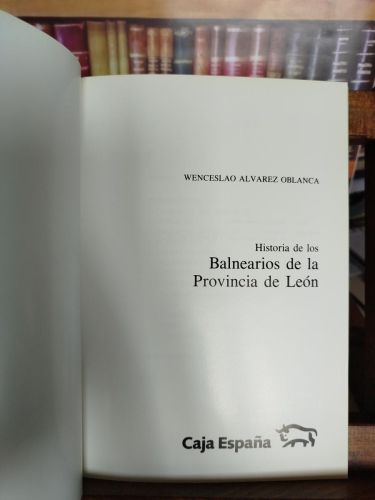 WENCESLAO ALVAREZ OBLANCA
Historia de los
Balnearios de la
Provincia de León
Caja España